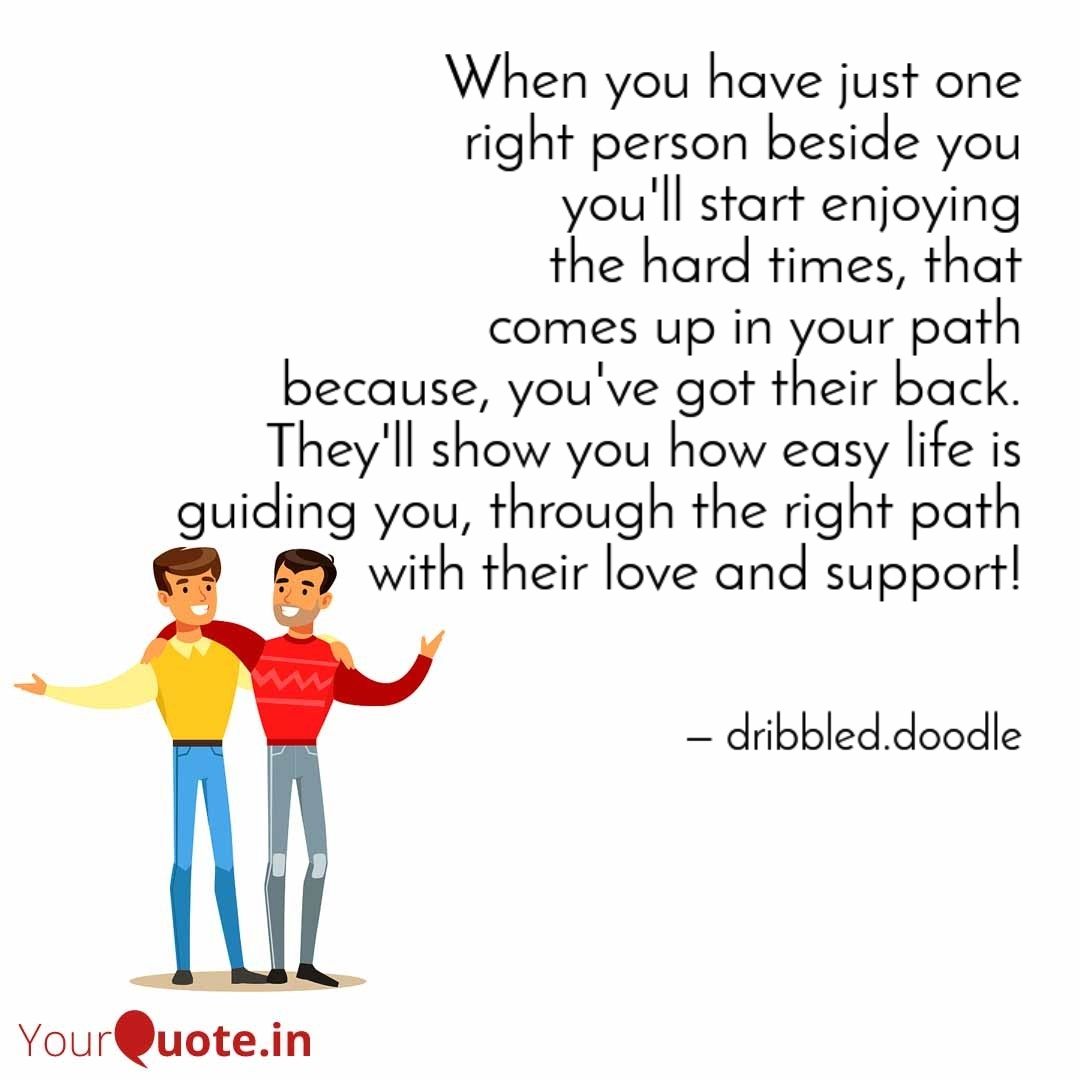 When you have just one
right person beside you
you'll start enjoying
the hard times, that
comes up in your path
because, you've got their back.
They'll show you how easy life is
guiding you, through the right path
with their love and support!
– dribbled.doodle
YourQuote.in